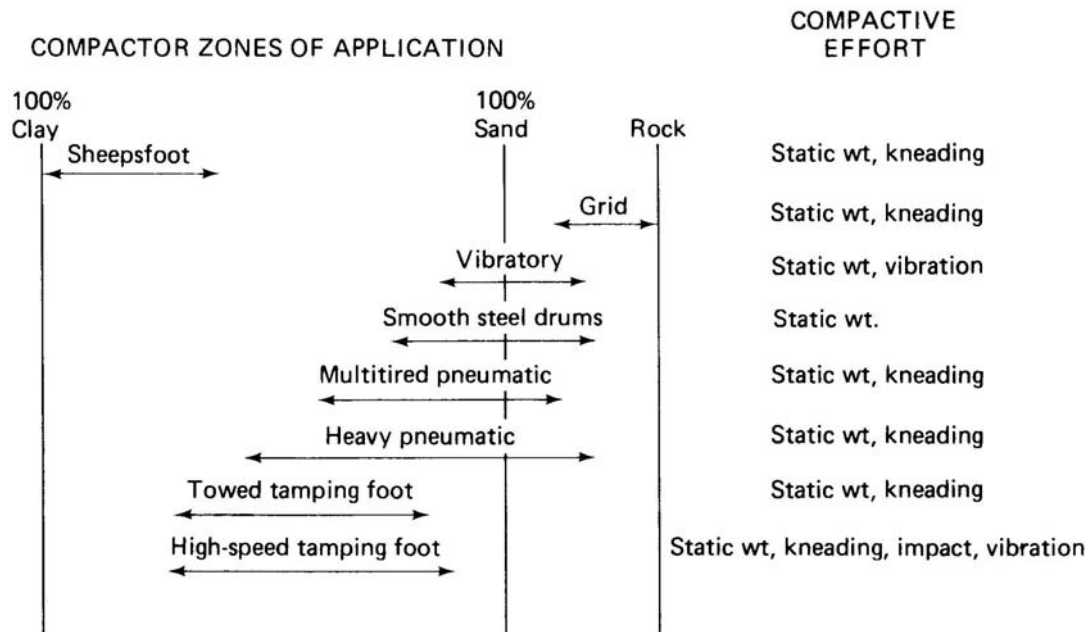 COMPACTOR ZONES OF APPLICATION
COMPACTIVE
EFFORT
100%
Clay
100%
Sand
Rock
Sheepsfoot
Static wt, kneading
Grid
Static wt, kneading
Vibratory
Static wt, vibration
Smooth steel drums
Static wt.
Multitired pneumatic
Static wt, kneading
Heavy pneumatic
Static wt, kneading
Towed tamping foot
Static wt, kneading
High-speed tamping foot
Static wt, kneading, impact, vibration